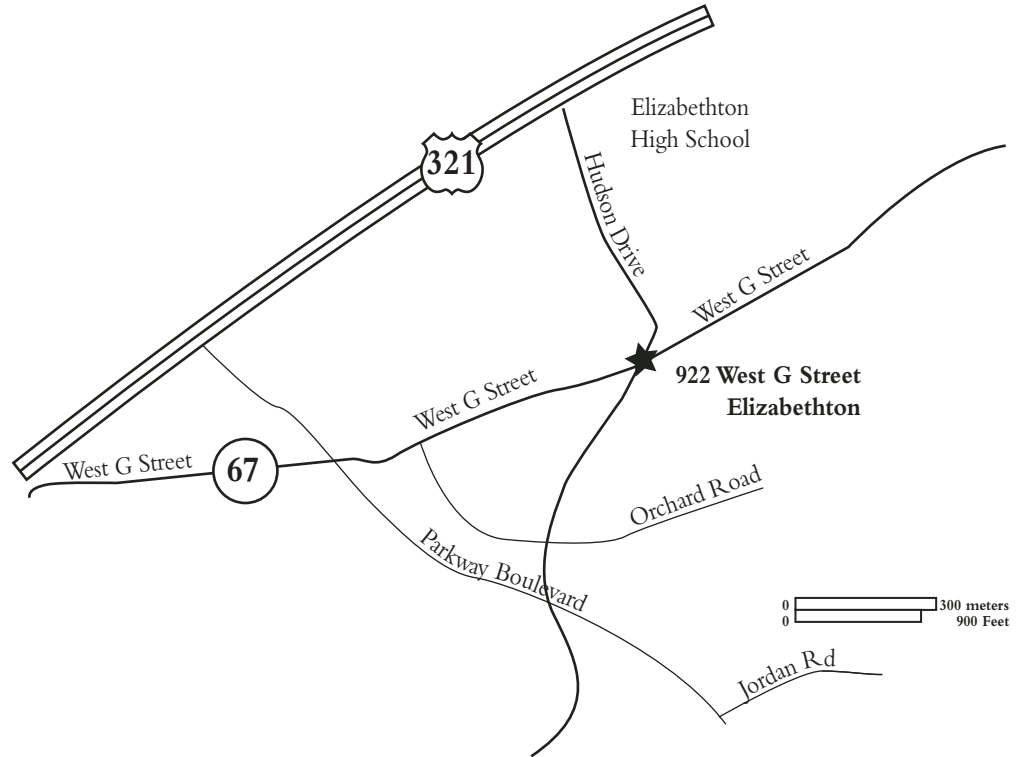 Elizabethton
High School
321
Hudson Drive
West G Street
922 West G Street
Elizabethton
West G Street
West G Street
67
Orchard Road
Parkway Boulevard
0 300 meters
0 900 Feet
Jordan Rd